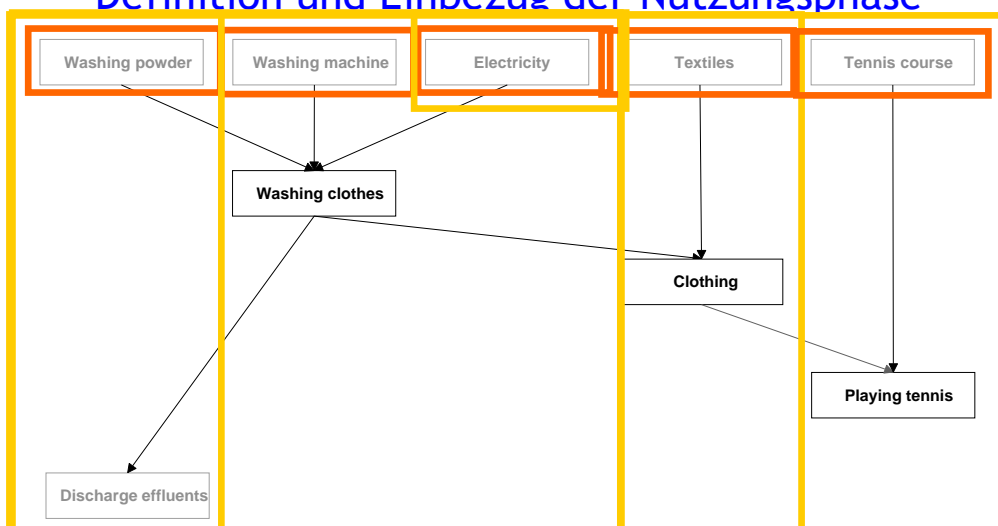 Definition und Einbezug der Nutzungsphase
Washing powder
Washing machine
Electricity
Textiles
Tennis course
Washing clothes
Clothing
Playing tennis
Discharge effluents